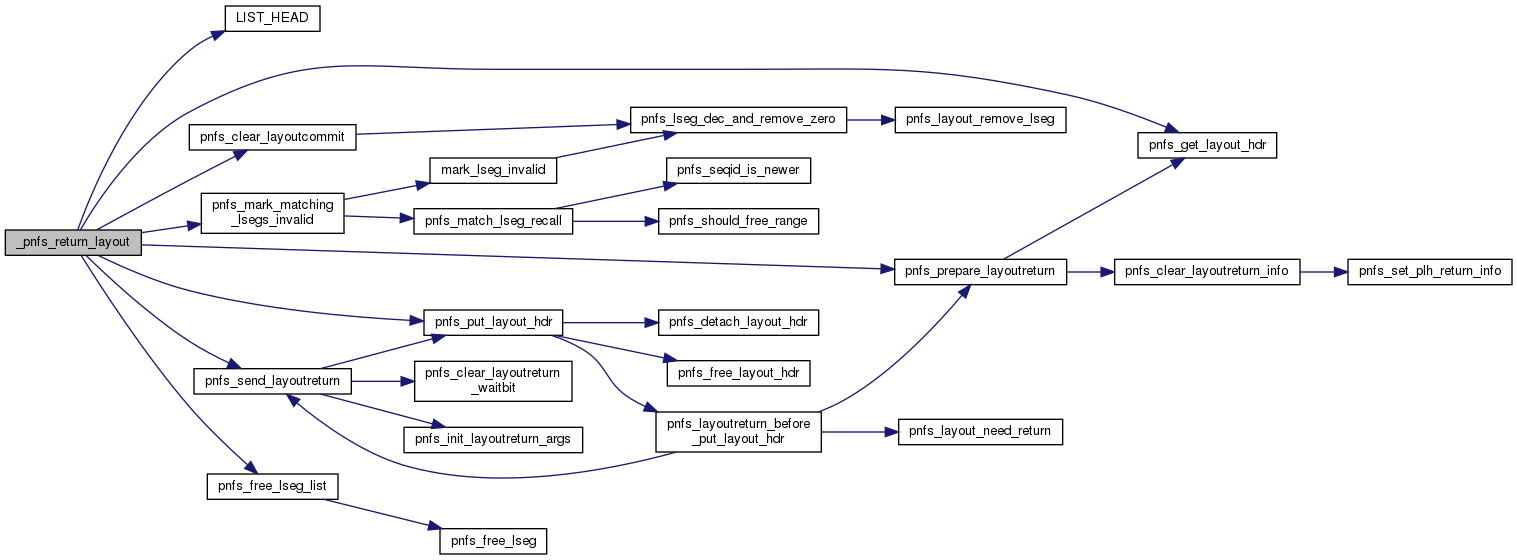 LIST_HEAD
pnfs_lseg_dec_and_remove_zero
pnfs_layout_remove_lseg
pnfs_clear_layoutcommit
pnfs_get_layout_hdr
mark_lseg_invalid
pnfs_seqid_is_newer
pnfs_mark_matching
_lsegs_invalid
pnfs_match_lseg_recall
pnfs_should_free_range
_pnfs_return_layout
pnfs_prepare_layoutreturn
pnfs_clear_layoutreturn_info
pnfs_set_plh_return_info
pnfs_put_layout_hdr
pnfs_detach_layout_hdr
pnfs_send_layoutreturn
pnfs_clear_layoutreturn
_waitbit
pnfs_free_layout_hdr
pnfs_init_layoutreturn_args
pnfs_layoutreturn_before
_put_layout_hdr
pnfs_layout_need_return
pnfs_free_lseg_list
pnfs_free_lseg